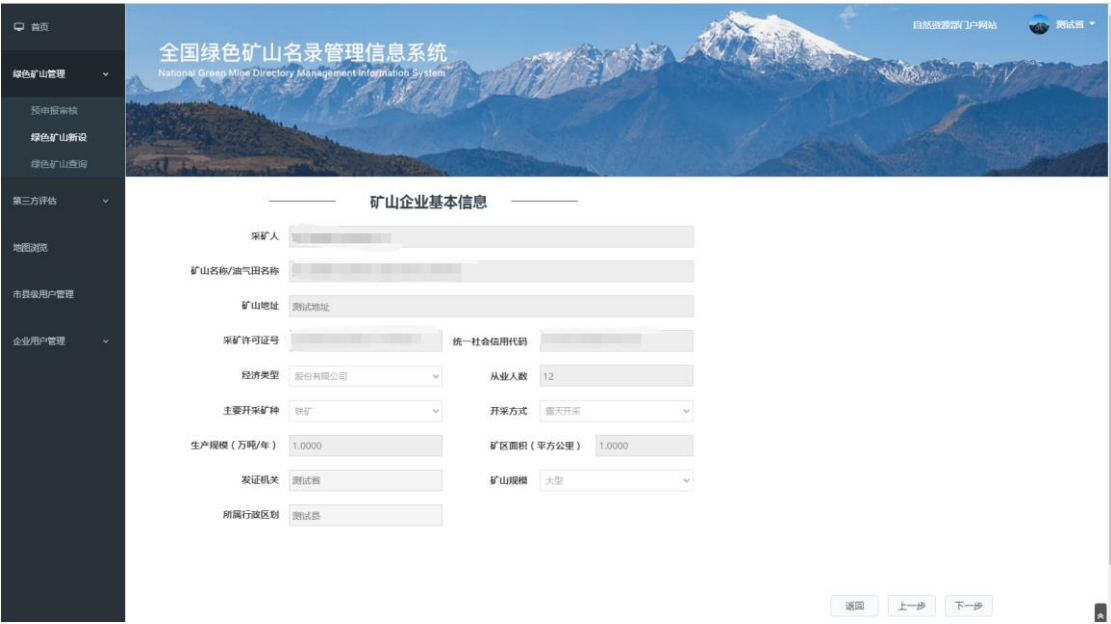 首页
自然资源部门户网站
测试省
全国绿色矿山名录管理信息系统
National Green Mine Directory Management Information System
绿色矿山管理
预申报审核
绿色矿山新设
绿色矿山查询
第三方评估
地图浏览
市县级用户管理
企业用户管理
矿山企业基本信息
采矿人
矿山名称/油气田名称
矿山地址 测试地址
采矿许可证号 统一社会信用代码
经济类型 股份有限公司 从业人数 12
主要开采矿种 铁矿 开采方式 露天开采
生产规模(万吨/年) 1.0000 矿区面积(平方公里) 1.0000
发证机关 测试省 矿山规模 大型
所属行政区划 测试县
返回 上一步 下一步